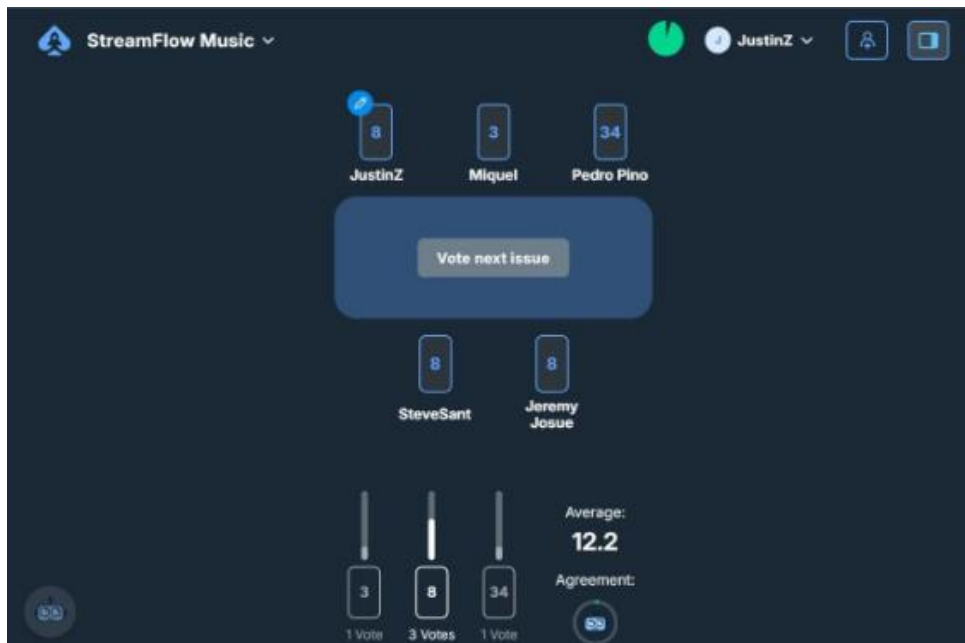 StreamFlow Music
J JustinZ
8 3 34
JustinZ Miquel Pedro Pino
Vote next issue
8 8
SteveSant Jeremy
Josue
Average:
12.2
Agreement:
3 8 34
1 Vote 3 Votes 1 Vote